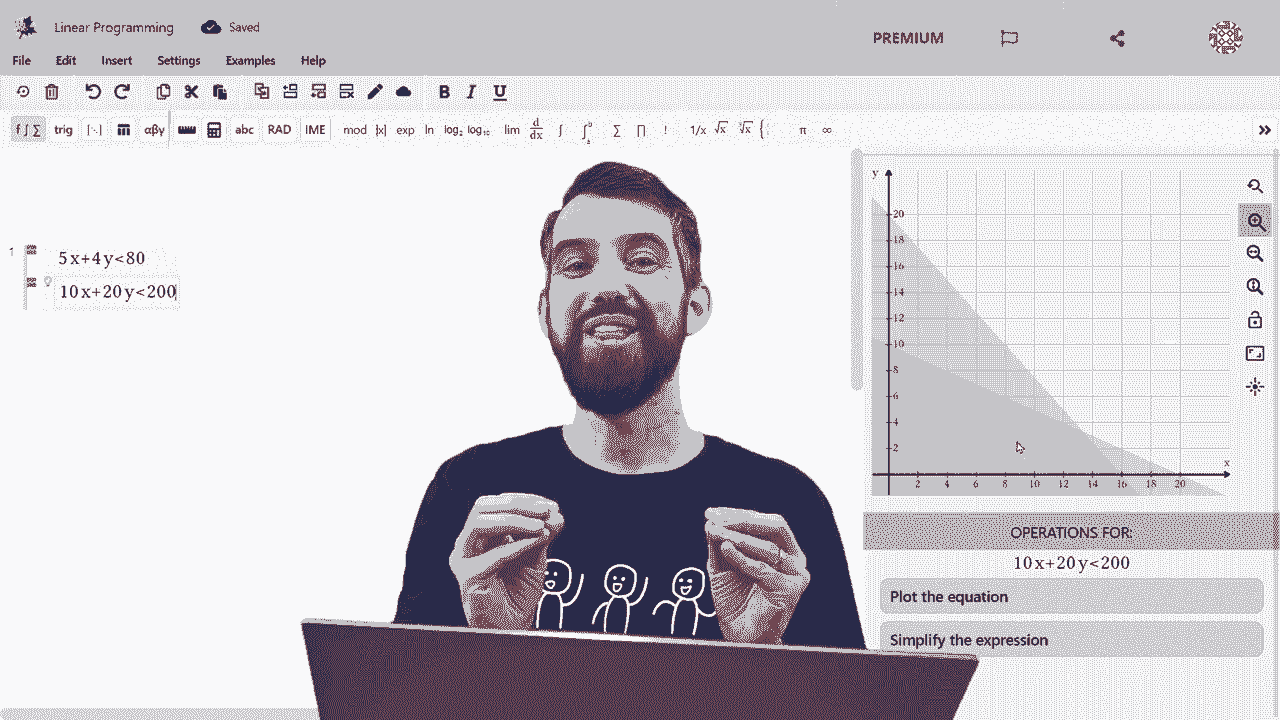 Linear Programming Saved
PREMIUM
File Edit Insert Settings Examples Help
B I U
f ∫ ∑ trig αβγ abc RAD IME mod |x| exp ln log₂ log₁₀ lim d/dx ∫ ∑ ∏ ! 1/x √x π ∞
1
5x+4y<80
10x+20y<200
y
20
18
16
14
12
10
8
6
4
2
x
2 4 6 8 10 12 14 16 18 20
OPERATIONS FOR:
10x+20y<200
Plot the equation
Simplify the expression